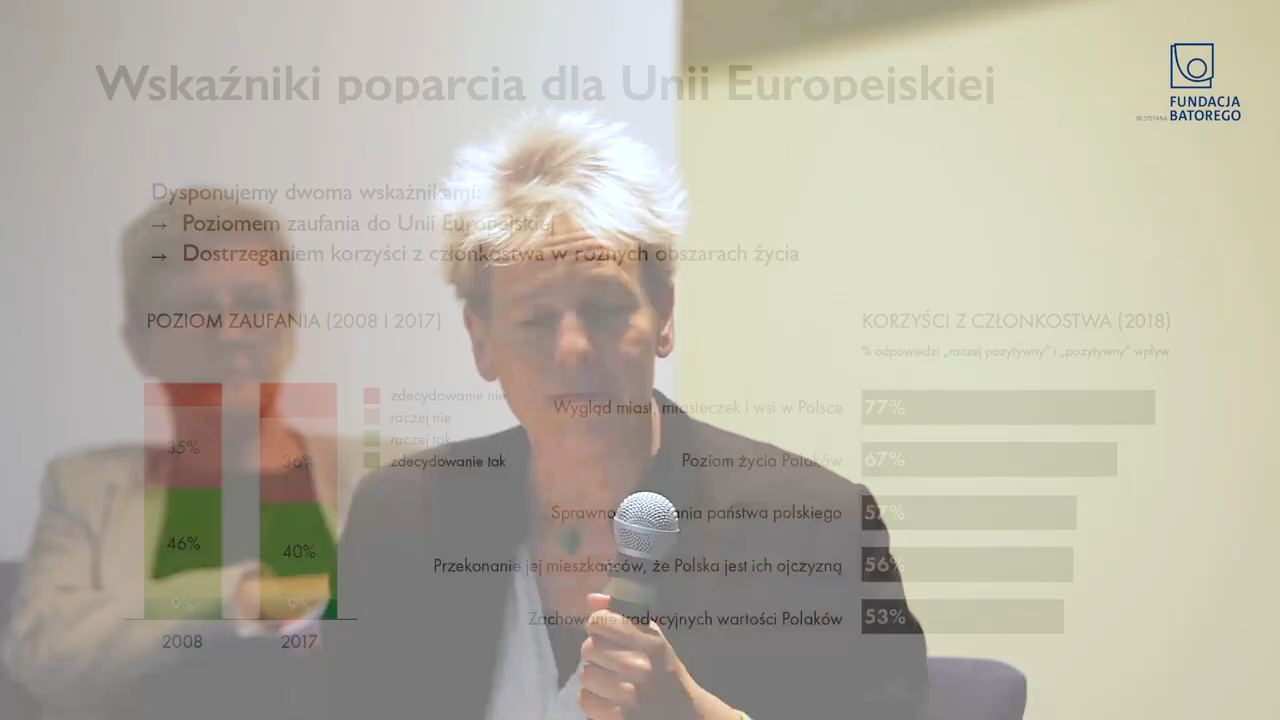 Wskaźniki poparcia dla Unii Europejskiej
FUNDACJA
IM. STEFANA BATOREGO
Dysponujemy dwoma wskaźnikami:
→ Poziomem zaufania do Unii Europejskiej
→ Dostrzeganiem korzyści z członkostwa w różnych obszarach życia
POZIOM ZAUFANIA (2008 I 2017)
zdecydowanie nie
raczej nie
raczej tak
zdecydowanie tak
35%
36%
46%
40%
9%
9%
2008
2017
KORZYŚCI Z CZŁONKOSTWA (2018)
% odpowiedzi „raczej pozytywny” i „pozytywny” wpływ
Wygląd miast, miasteczek i wsi w Polsce 77%
Poziom życia Polaków 67%
państwa polskiego 57%
Przekonanie jej mieszkańców, że Polska jest ich ojczyzną 56%
Zachowanie tradycyjnych wartości Polaków 53%